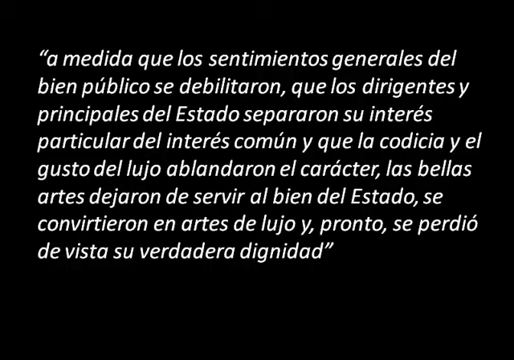 “a medida que los sentimientos generales del
bien público se debilitaron, que los dirigentes y
principales del Estado separaron su interés
particular del interés común y que la codicia y el
gusto del lujo ablandaron el carácter, las bellas
artes dejaron de servir al bien del Estado, se
convirtieron en artes de lujo y, pronto, se perdió
de vista su verdadera dignidad”